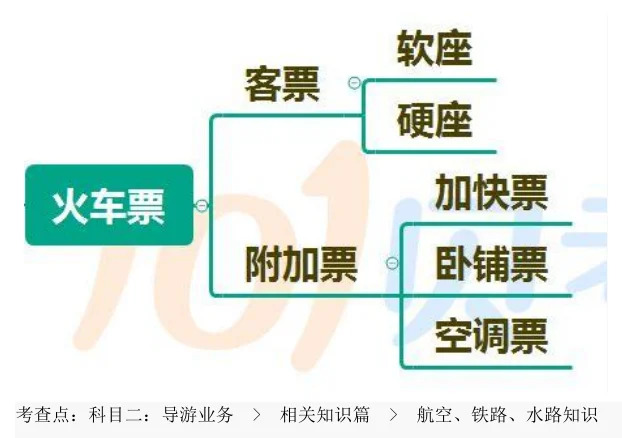 软座
客票
硬座
火车票
加快票
附加票
卧铺票
空调票
考查点：科目二：导游业务 > 相关知识篇 > 航空、铁路、水路知识